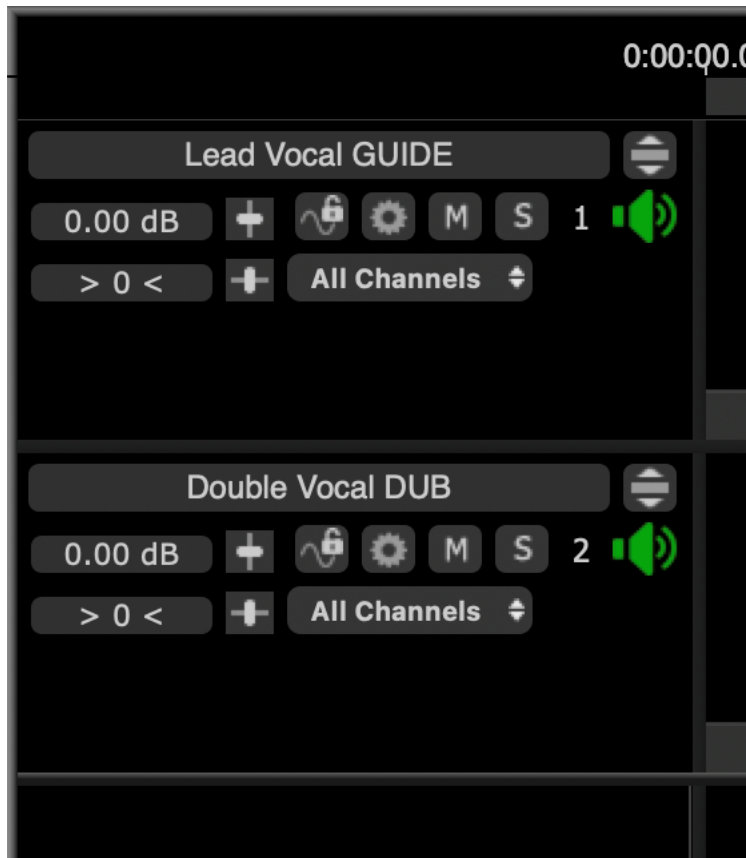 0:00:00.0
Lead Vocal GUIDE
0.00 dB M S 1
> 0 < All Channels
Double Vocal DUB
0.00 dB M S 2
> 0 < All Channels